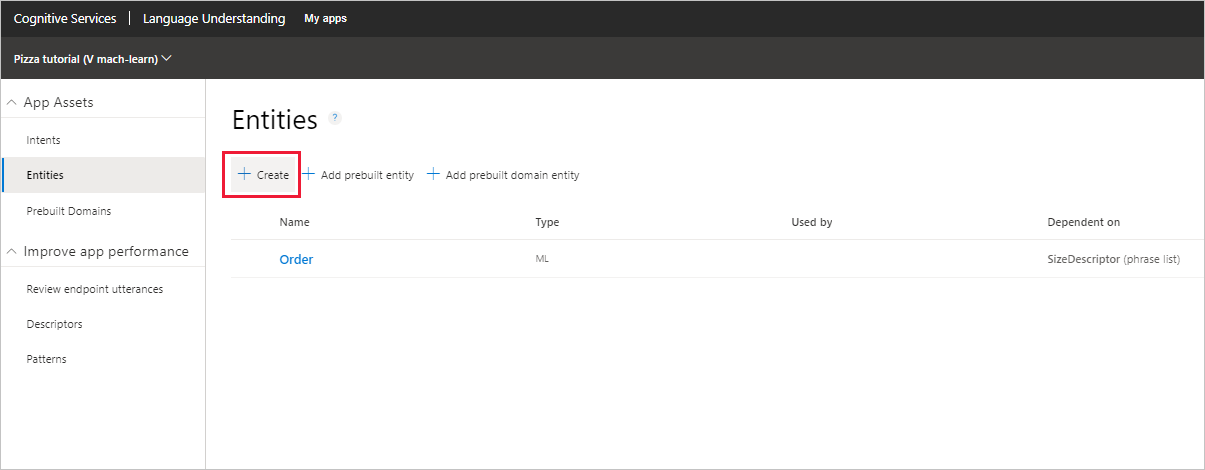 Cognitive Services | Language Understanding My apps
Pizza tutorial (V mach-learn)
App Assets
Intents
Entities
Prebuilt Domains
Improve app performance
Review endpoint utterances
Descriptors
Patterns
Entities ?
+ Create + Add prebuilt entity + Add prebuilt domain entity
Name Type Used by Dependent on
Order ML SizeDescriptor (phrase list)